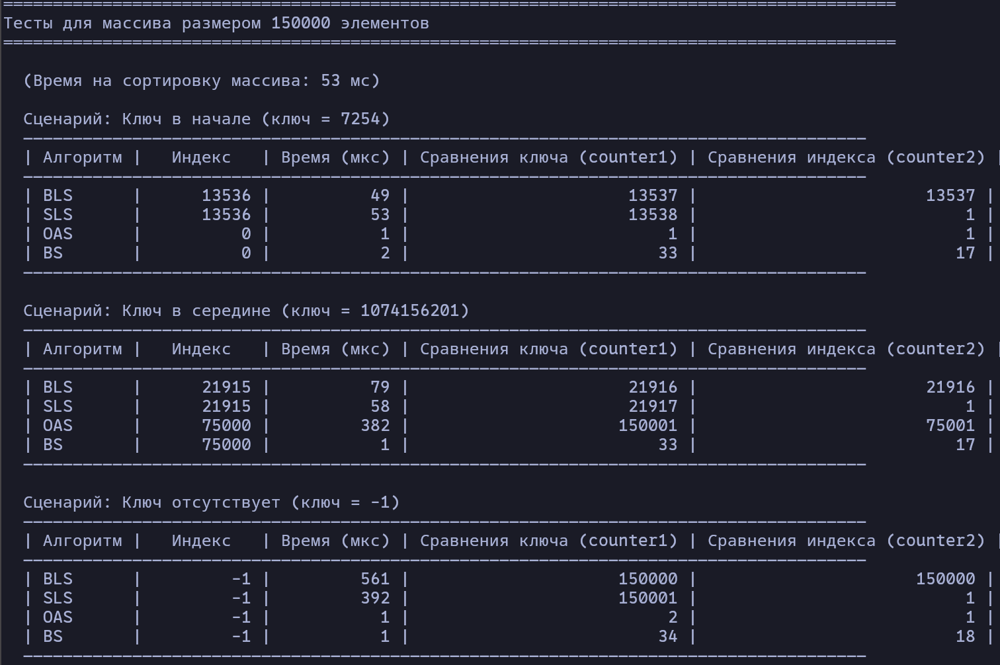 ══════════════════════════════════════════════════════════════════════════════════════════
Тесты для массива размером 150000 элементов
══════════════════════════════════════════════════════════════════════════════════════════
(Время на сортировку массива: 53 мс)
Сценарий: Ключ в начале (ключ = 7254)
| Алгоритм | Индекс | Время (мкс) | Сравнения ключа (counter1) | Сравнения индекса (counter2) |
| BLS | 13536 | 49 | 13537 | 13537 |
| SLS | 13536 | 53 | 13538 | 1 |
| OAS | 0 | 1 | 1 | 1 |
| BS | 0 | 2 | 33 | 17 |
Сценарий: Ключ в середине (ключ = 1074156201)
| Алгоритм | Индекс | Время (мкс) | Сравнения ключа (counter1) | Сравнения индекса (counter2) |
| BLS | 21915 | 79 | 21916 | 21916 |
| SLS | 21915 | 58 | 21917 | 1 |
| OAS | 75000 | 382 | 150001 | 75001 |
| BS | 75000 | 1 | 33 | 17 |
Сценарий: Ключ отсутствует (ключ = -1)
| Алгоритм | Индекс | Время (мкс) | Сравнения ключа (counter1) | Сравнения индекса (counter2) |
| BLS | -1 | 561 | 150000 | 150000 |
| SLS | -1 | 392 | 150001 | 1 |
| OAS | -1 | 1 | 2 | 1 |
| BS | -1 | 1 | 34 | 18 |